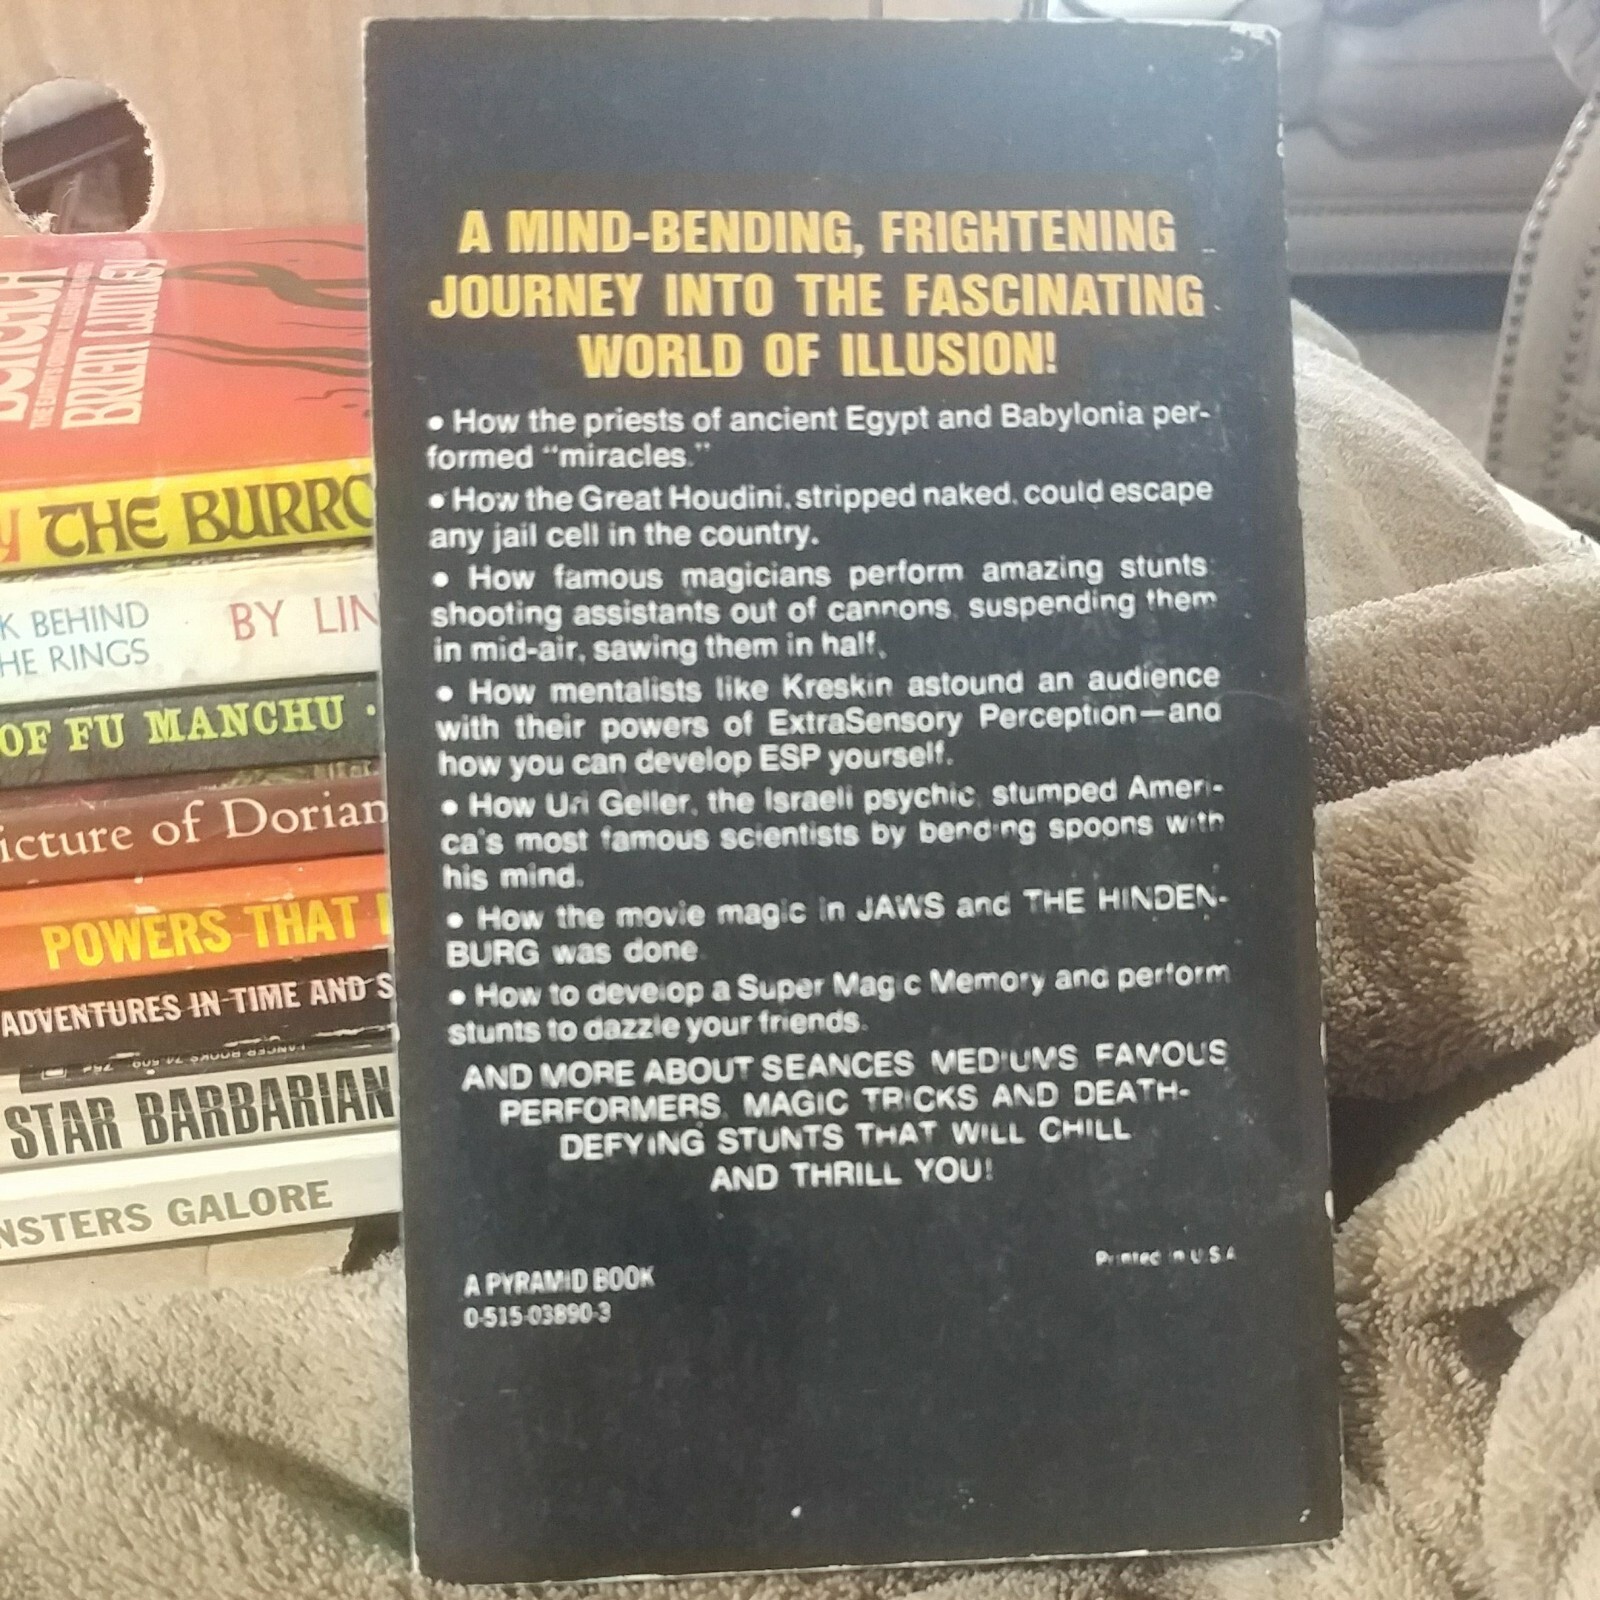 A MIND-BENDING, FRIGHTENING
JOURNEY INTO THE FASCINATING
WORLD OF ILLUSION!
• How the priests of ancient Egypt and Babylonia per-
formed "miracles."
• How the Great Houdini, stripped naked, could escape
any jail cell in the country.
• How famous magicians perform amazing stunts:
shooting assistants out of cannons, suspending them
in mid-air, sawing them in half.
• How mentalists like Kreskin astound an audience
with their powers of ExtraSensory Perception—and
how you can develop ESP yourself.
• How Uri Geller, the Israeli psychic, stumped Ameri-
ca's most famous scientists by bending spoons with
his mind.
• How the movie magic in JAWS and THE HINDEN-
BURG was done.
• How to develop a Super Magic Memory and perform
stunts to dazzle your friends.
AND MORE ABOUT SEANCES, MEDIUMS, FAMOUS
PERFORMERS, MAGIC TRICKS AND DEATH-
DEFYING STUNTS THAT WILL CHILL
AND THRILL YOU!
Printed in U.S.A.
A PYRAMID BOOK
0-515-03890-3
BRIAN LUMLEY
THE BURRO
K BEHIND
HE RINGS
BY LIN
OF FU MANCHU ·
icture of Dorian
POWERS THAT
ADVENTURES IN TIME AND S
LANCER BOOKS 74-509 75¢
STAR BARBARIAN
NSTERS GALORE